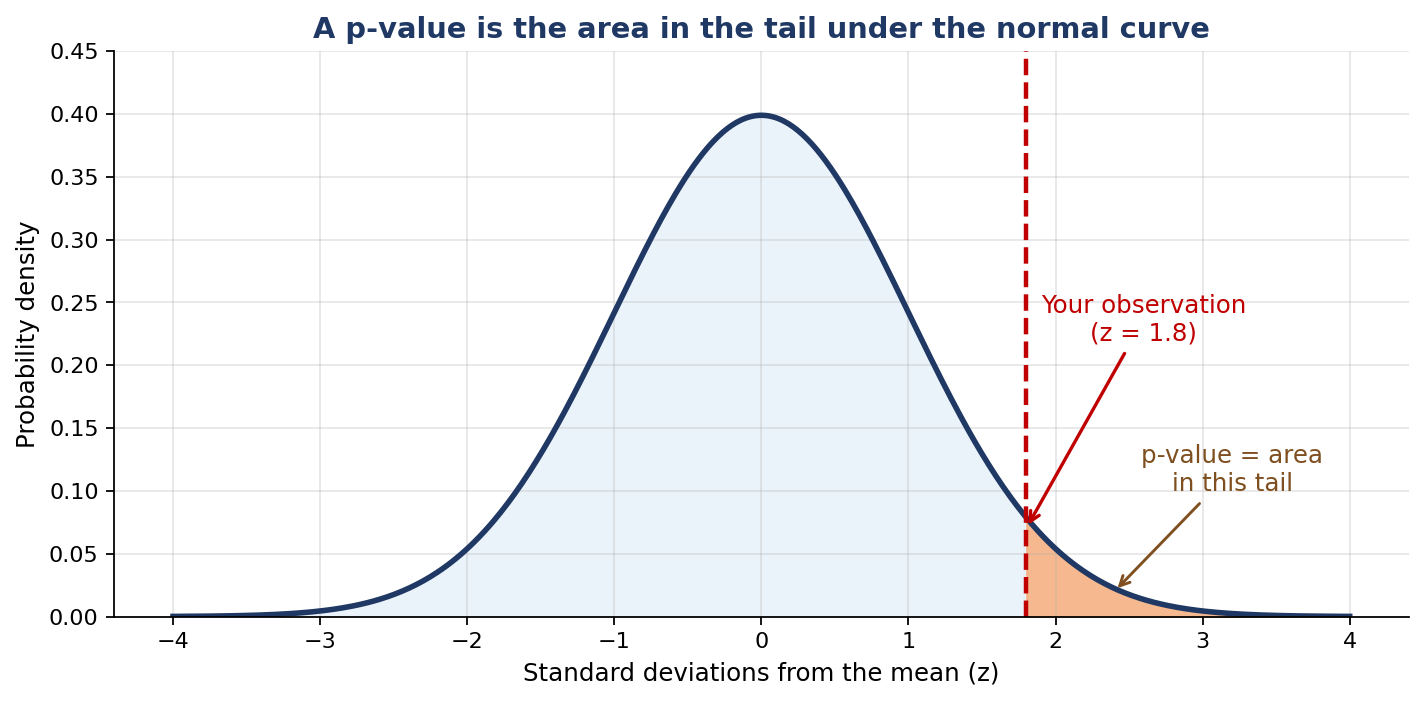 A p-value is the area in the tail under the normal curve
0.45
0.40
0.35
0.30
0.25
0.20
0.15
0.10
0.05
0.00
Probability density
Your observation
(z = 1.8)
p-value = area
in this tail
−4
−3
−2
−1
0
1
2
3
4
Standard deviations from the mean (z)